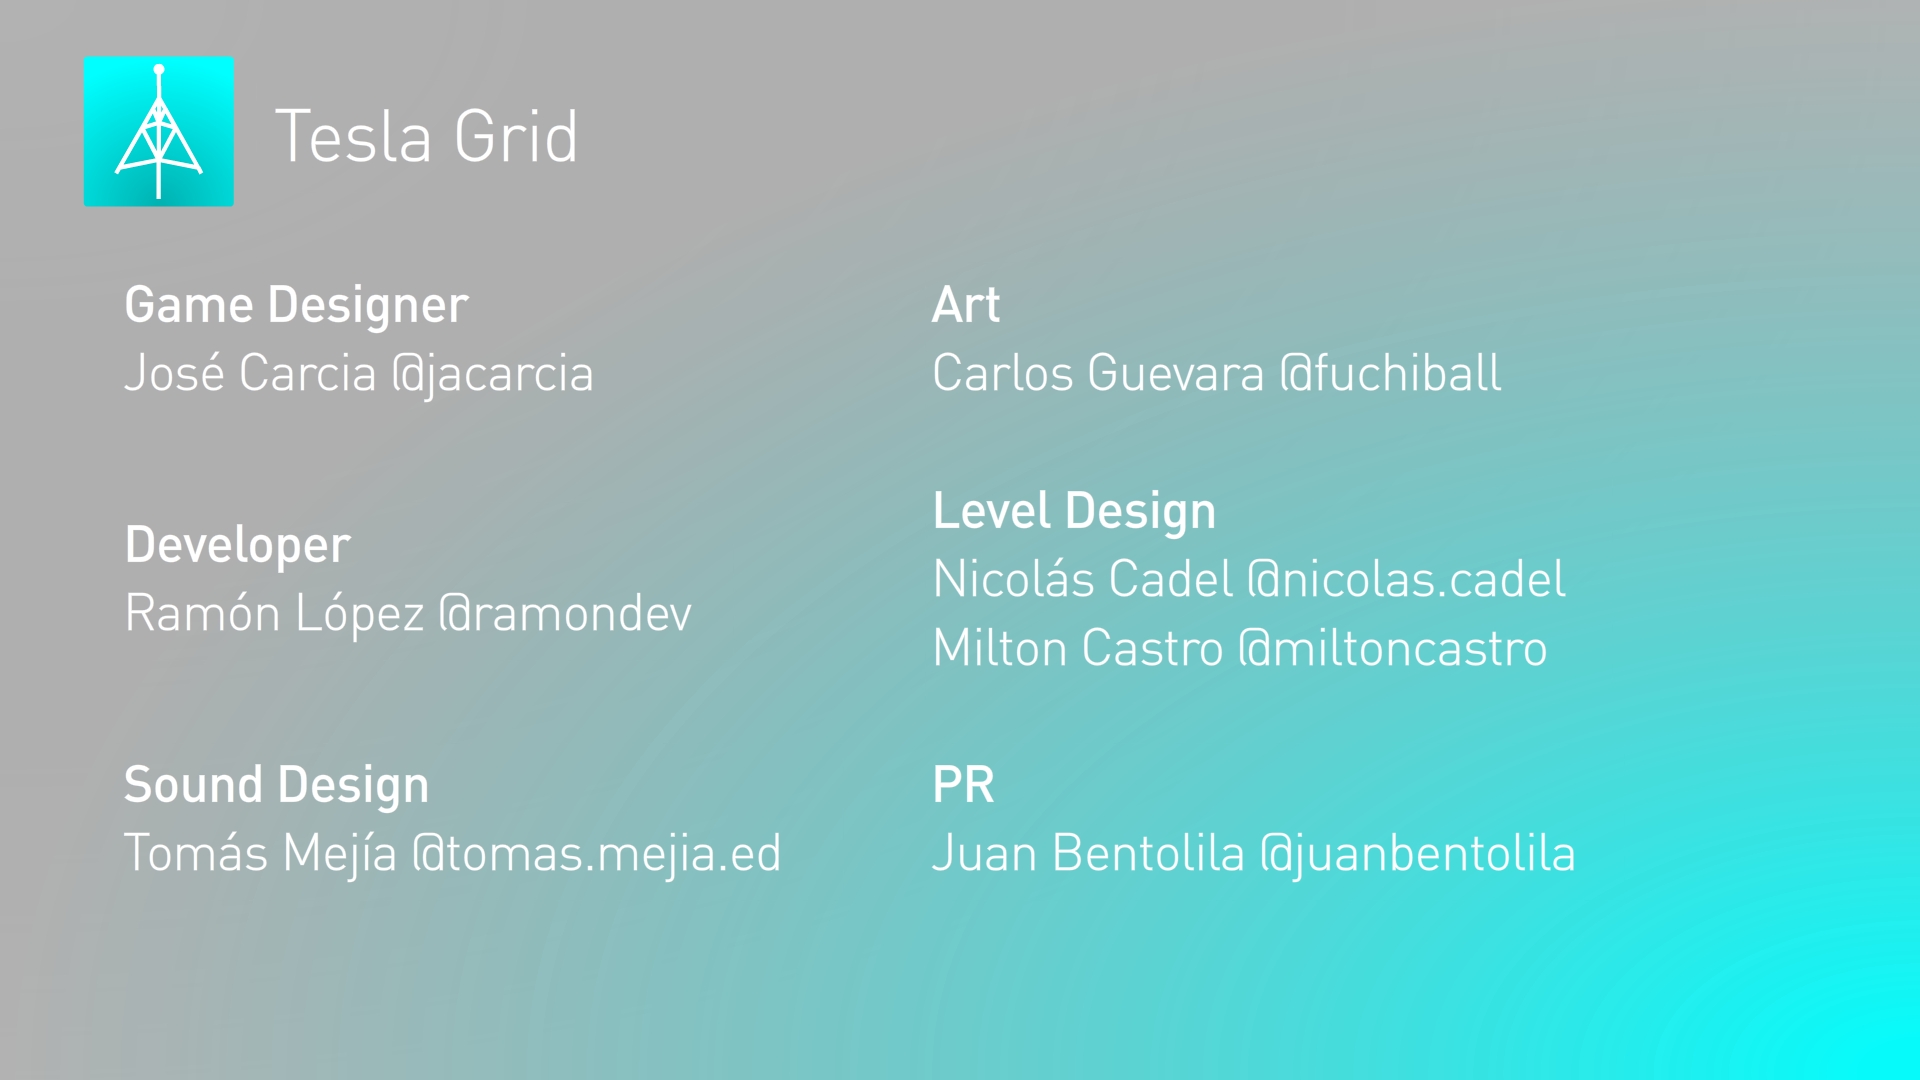 Tesla Grid
Game Designer
José Carcia @jacarcia
Developer
Ramón López @ramondev
Sound Design
Tomás Mejía @tomas.mejia.ed
Art
Carlos Guevara @fuchiball
Level Design
Nicolás Cadel @nicolas.cadel
Milton Castro @miltoncastro
PR
Juan Bentolila @juanbentolila